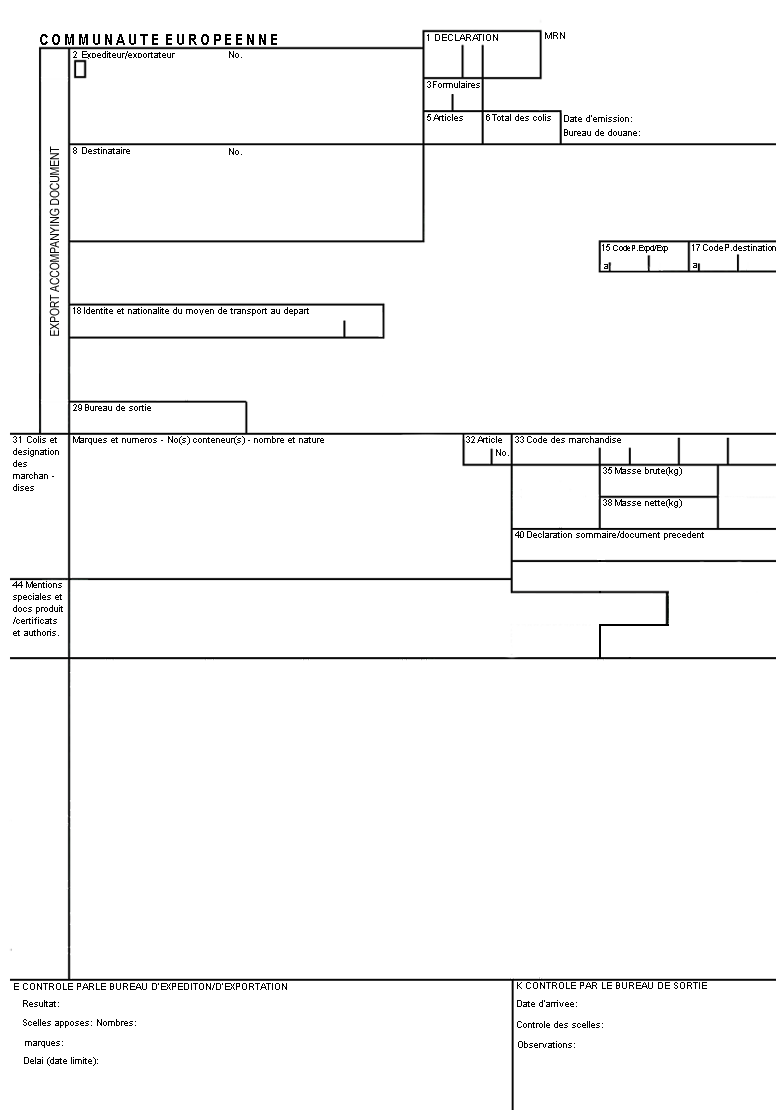 COMMUNAUTE EUROPEENNE
1 DECLARATION
MRN
2 Expediteur/exportateur No.
3 Formulaires
5 Articles 6 Total des colis Date d'emission:
Bureau de douane:
8 Destinataire No.
EXPORT ACCOMPANYING DOCUMENT
15 Code P.Expd/Exp 17 Code P.destination
a a
18 Identite et nationalite du moyen de transport au depart
29 Bureau de sortie
31 Colis et
designation
des
marchan -
dises
Marques et numeros - No(s) conteneur(s) - nombre et nature
32 Article
No.
33 Code des marchandise
35 Masse brute(kg)
38 Masse nette(kg)
40 Declaration sommaire/document precedent
44 Mentions
speciales et
docs produit
/certificats
et authoris.
E CONTROLE PARLE BUREAU D'EXPEDITON/D'EXPORTATION
Resultat:
Scelles apposes: Nombres:
marques:
Delai (date limite):
K CONTROLE PAR LE BUREAU DE SORTIE
Date d'arrivee:
Controle des scelles:
Observations: